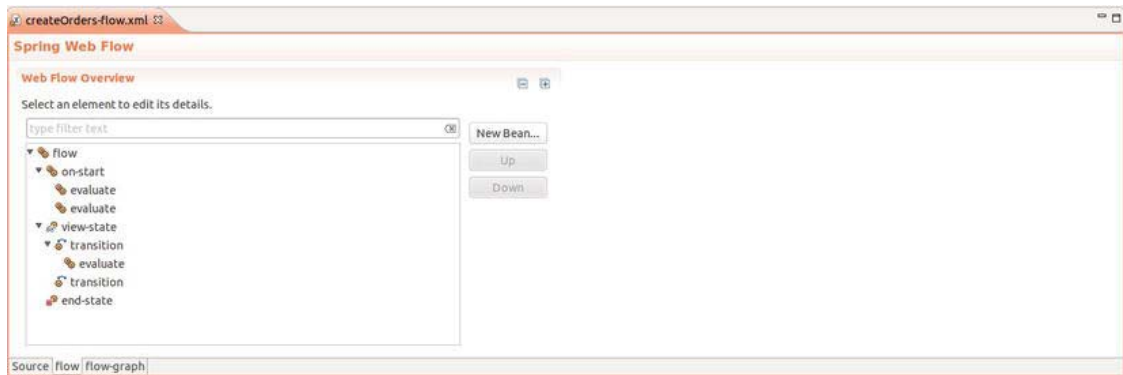 createOrders-flow.xml
Spring Web Flow
Web Flow Overview
Select an element to edit its details.
type filter text
New Bean...
Up
Down
flow
on-start
evaluate
evaluate
view-state
transition
evaluate
transition
end-state
Source flow flow-graph